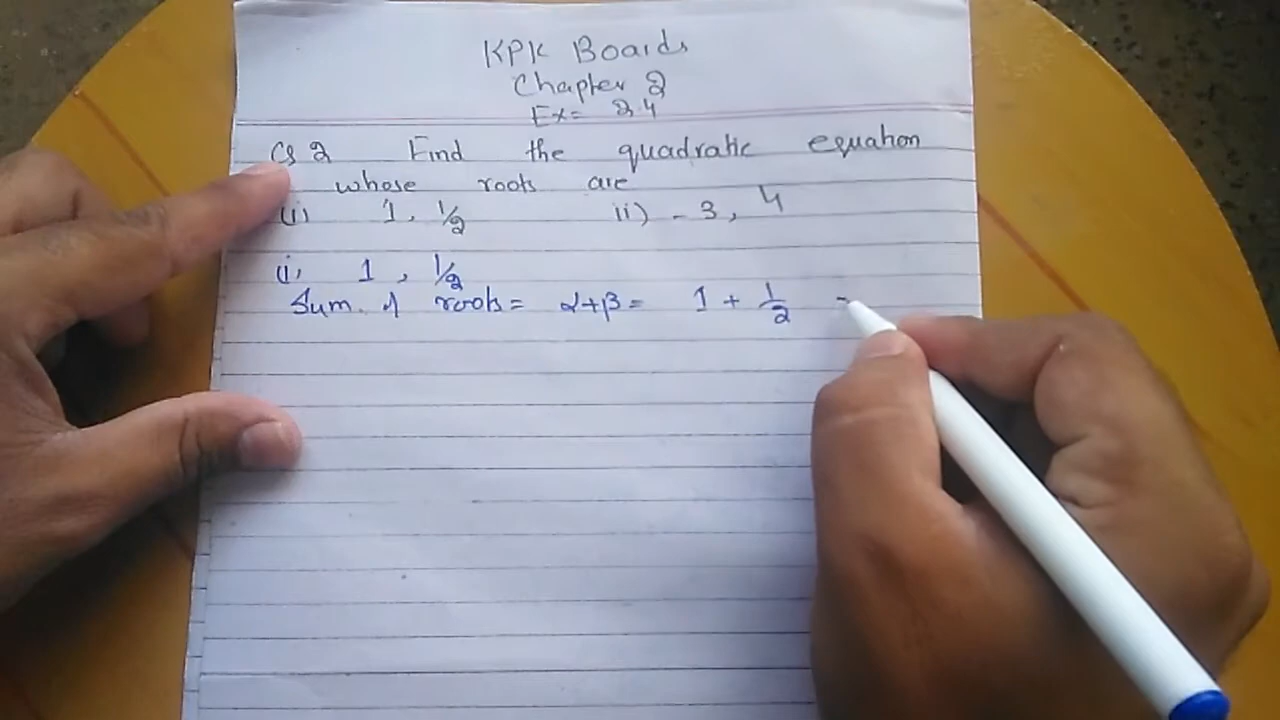 KPK Boards
Chapter 2
Ex= 2.4
Q 2 Find the quadratic equation
whose roots are
(i) 1, 1/2 ii) - 3, 4
(i) 1, 1/2
Sum of roots = α+β = 1 + 1/2 =